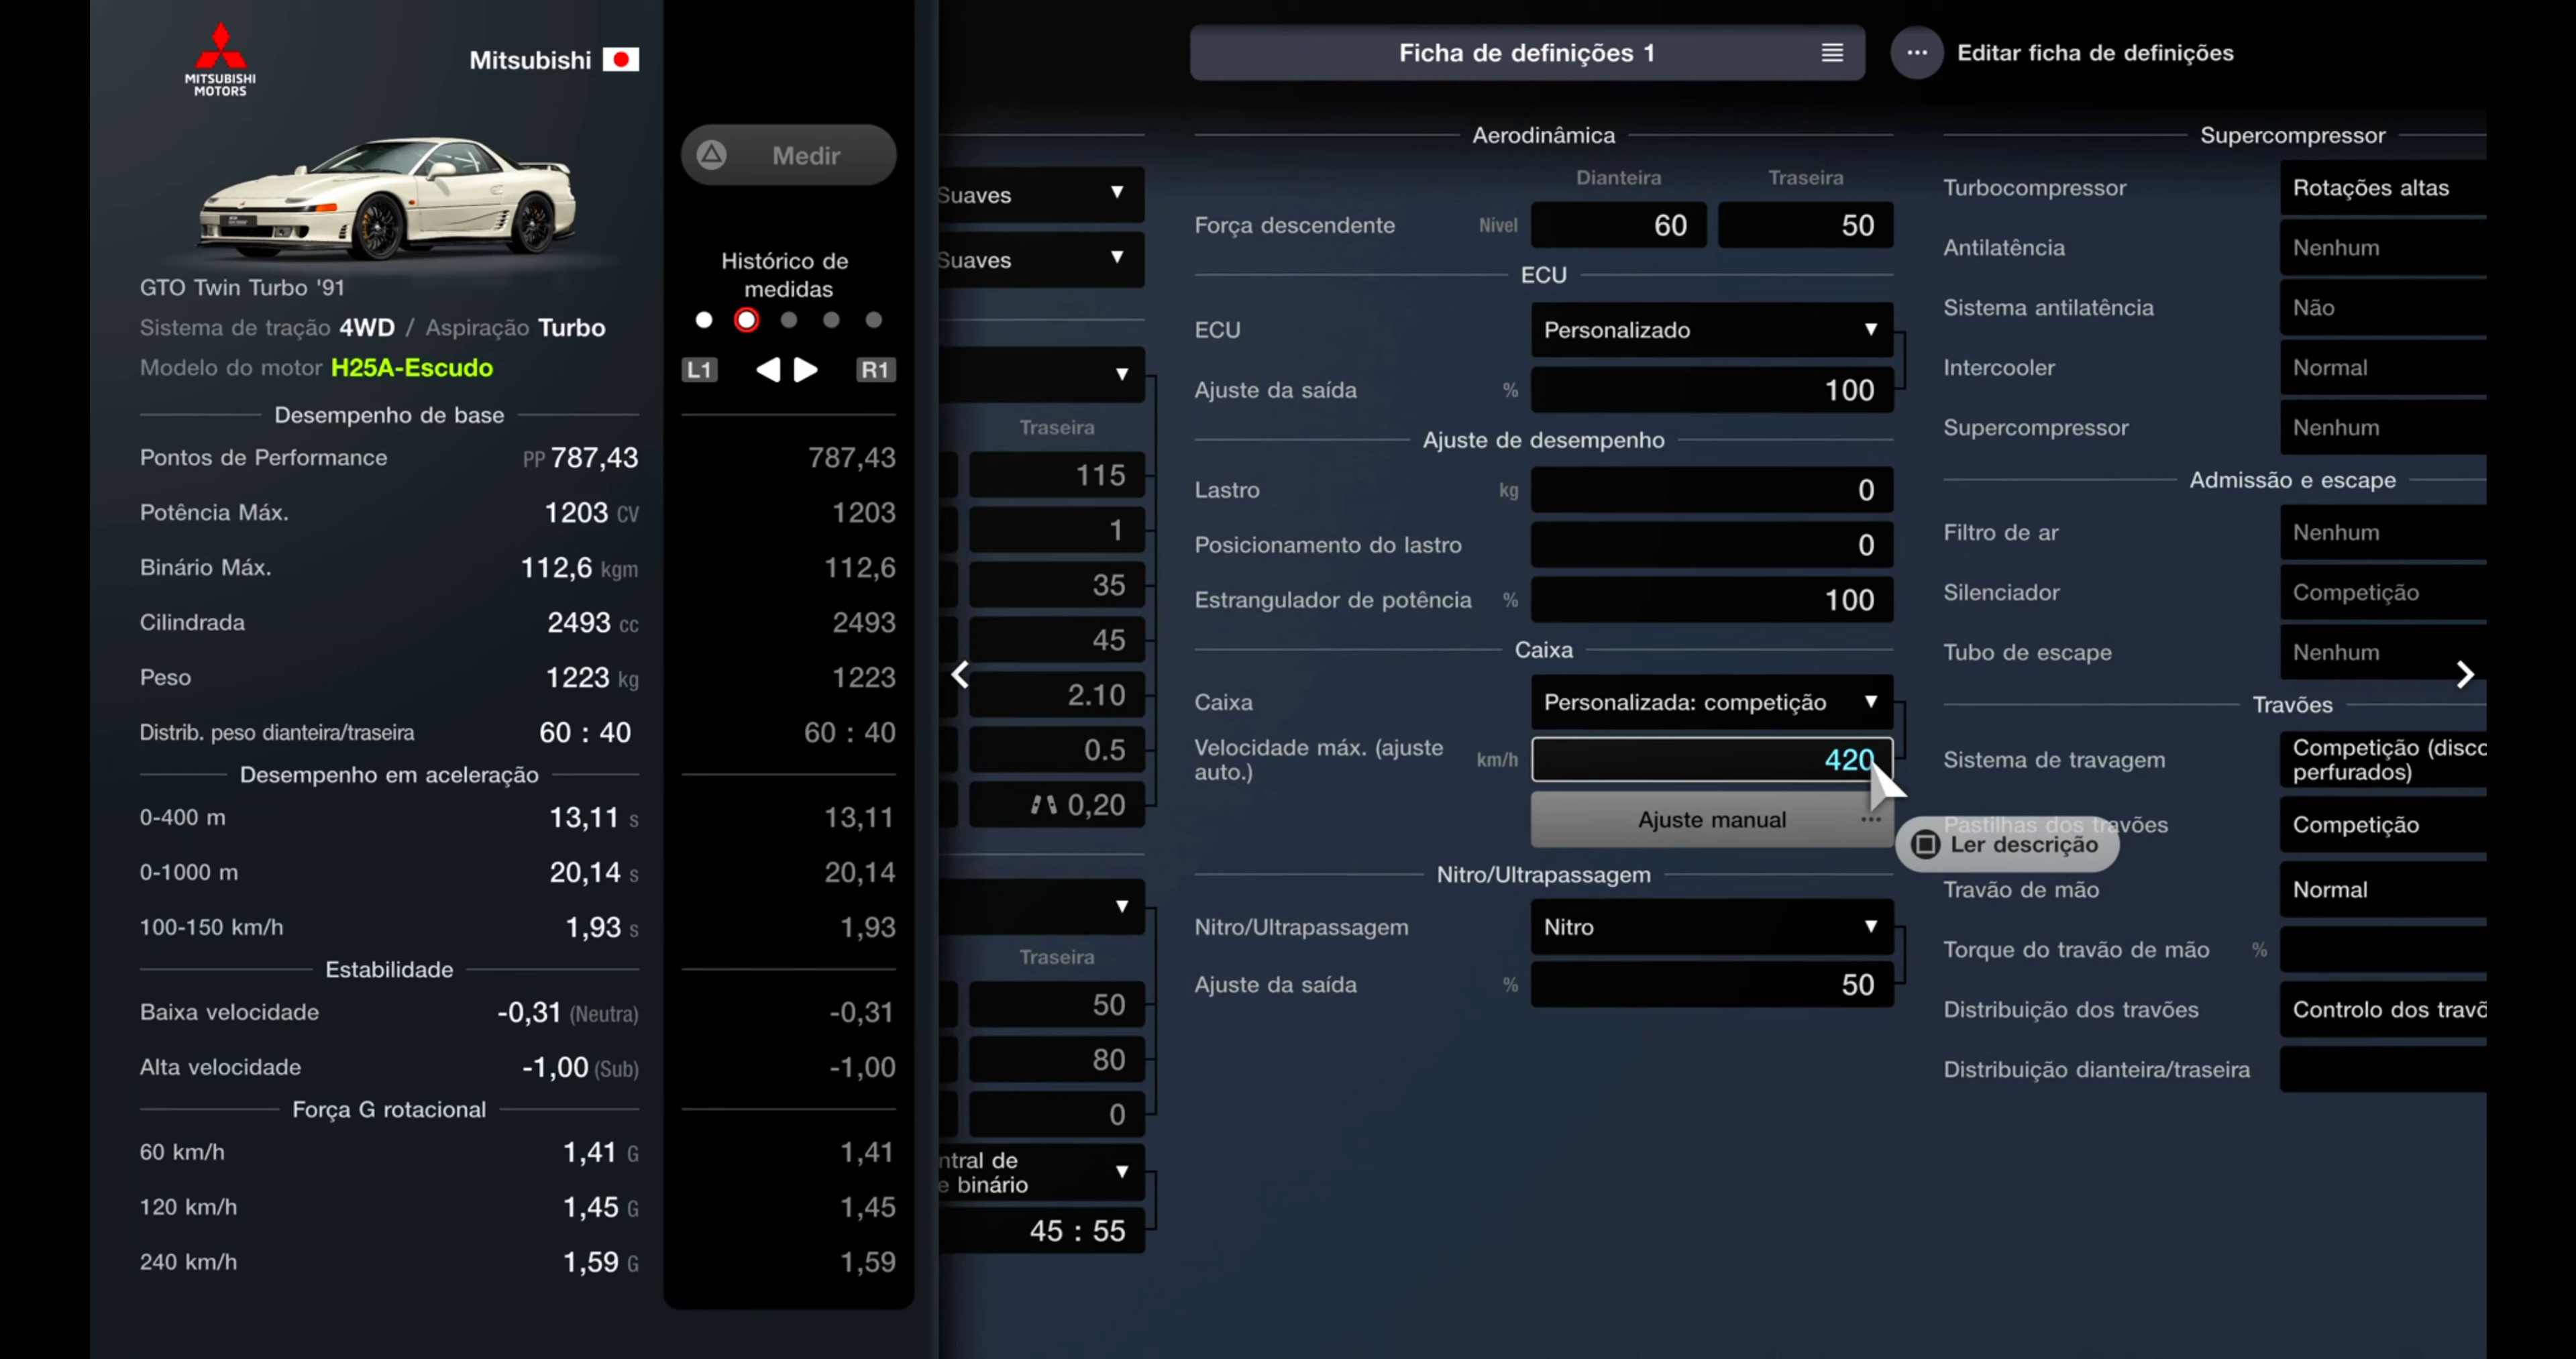 MITSUBISHI
MOTORS
Mitsubishi
GTO Twin Turbo '91
Sistema de tração 4WD / Aspiração Turbo
Modelo do motor H25A-Escudo
Desempenho de base
Pontos de Performance PP 787,43
Potência Máx. 1203 CV
Binário Máx. 112,6 kgm
Cilindrada 2493 cc
Peso 1223 kg
Distrib. peso dianteira/traseira 60 : 40
Desempenho em aceleração
0-400 m 13,11 s
0-1000 m 20,14 s
100-150 km/h 1,93 s
Estabilidade
Baixa velocidade -0,31 (Neutra)
Alta velocidade -1,00 (Sub)
Força G rotacional
60 km/h 1,41 G
120 km/h 1,45 G
240 km/h 1,59 G
Medir
Histórico de
medidas
L1 R1
787,43
1203
112,6
2493
1223
60 : 40
13,11
20,14
1,93
-0,31
-1,00
1,41
1,45
1,59
Suaves
Suaves
Traseira
115
1
35
45
2.10
0.5
0,20
Traseira
50
80
0
ntral de
e binário
45 : 55
Ficha de definições 1
Editar ficha de definições
Aerodinâmica
Dianteira Traseira
Força descendente Nível 60 50
ECU
ECU Personalizado
Ajuste da saída % 100
Ajuste de desempenho
Lastro kg 0
Posicionamento do lastro 0
Estrangulador de potência % 100
Caixa
Caixa Personalizada: competição
Velocidade máx. (ajuste
auto.) km/h 420
Ajuste manual
Nitro/Ultrapassagem
Nitro/Ultrapassagem Nitro
Ajuste da saída % 50
Supercompressor
Turbocompressor Rotações altas
Antilatência Nenhum
Sistema antilatência Não
Intercooler Normal
Supercompressor Nenhum
Admissão e escape
Filtro de ar Nenhum
Silenciador Competição
Tubo de escape Nenhum
Travões
Sistema de travagem Competição (disco
perfurados)
Pastilhas dos travões Competição
Ler descrição
Travão de mão Normal
Torque do travão de mão %
Distribuição dos travões Controlo dos travõ
Distribuição dianteira/traseira